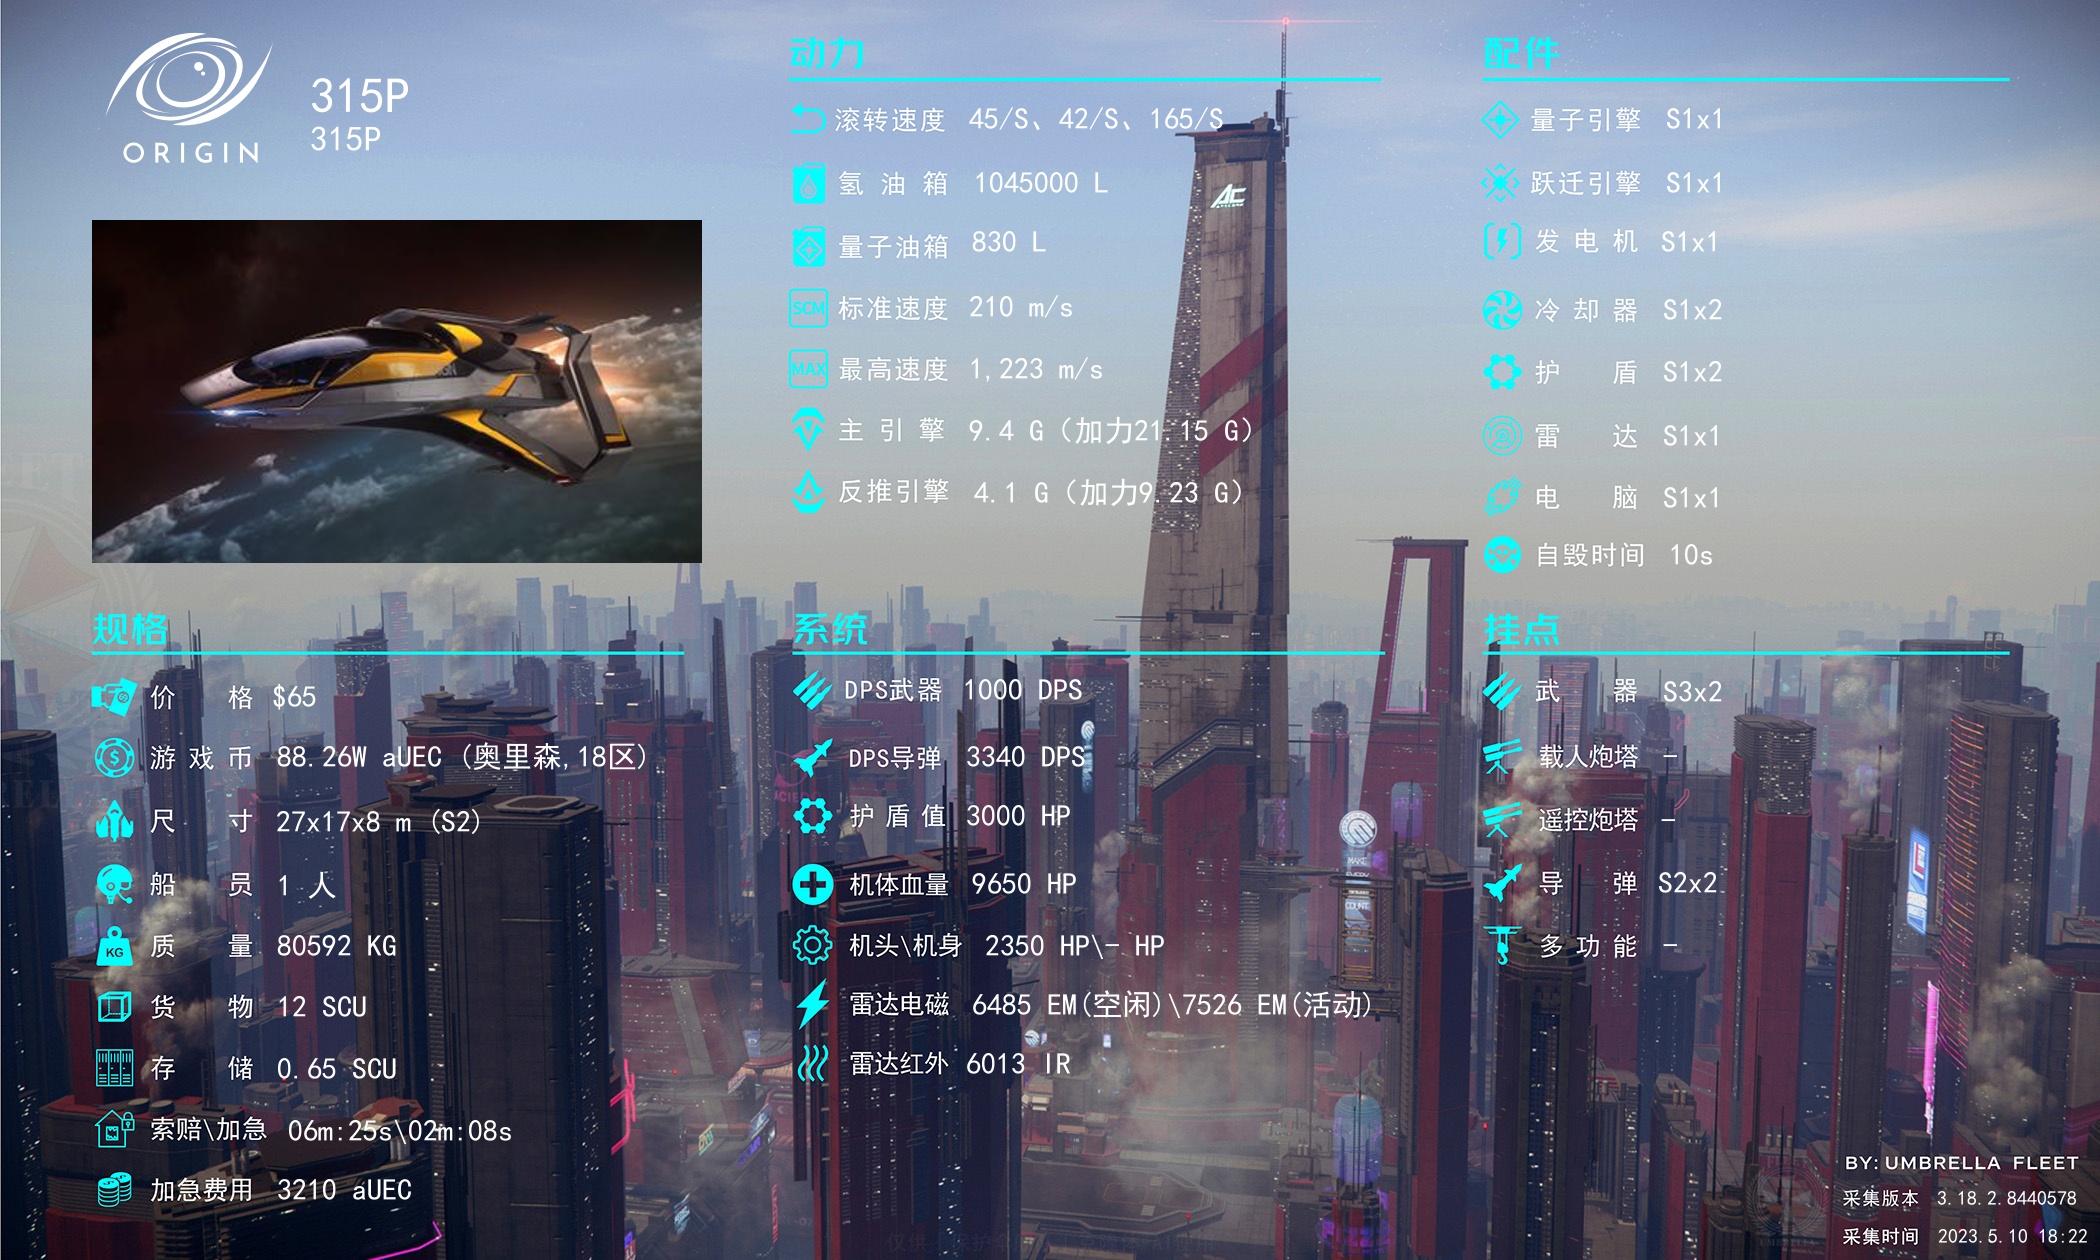 ORIGIN
315P
315P
动力
滚转速度 45/S、42/S、165/S
氢油箱 1045000 L
量子油箱 830 L
SCM 标准速度 210 m/s
MAX 最高速度 1,223 m/s
主引擎 9.4 G（加力21.15 G）
反推引擎 4.1 G（加力9.23 G）
配件
量子引擎 S1x1
跃迁引擎 S1x1
发电机 S1x1
冷却器 S1x2
护盾 S1x2
雷达 S1x1
电脑 S1x1
自毁时间 10s
AC
规格
价格 $65
游戏币 88.26W aUEC (奥里森,18区)
尺寸 27x17x8 m (S2)
船员 1 人
KG 质量 80592 KG
货物 12 SCU
存储 0.65 SCU
索赔\加急 06m:25s\02m:08s
加急费用 3210 aUEC
系统
DPS武器 1000 DPS
DPS导弹 3340 DPS
护盾值 3000 HP
机体血量 9650 HP
机头\机身 2350 HP\- HP
雷达电磁 6485 EM(空闲)\7526 EM(活动)
雷达红外 6013 IR
挂点
武器 S3x2
载人炮塔 -
遥控炮塔 -
导弹 S2x2
多功能 -
MAKE
EVERY
COUNT
BY: UMBRELLA FLEET
采集版本 3.18.2.8440578
采集时间 2023.5.10 18:22